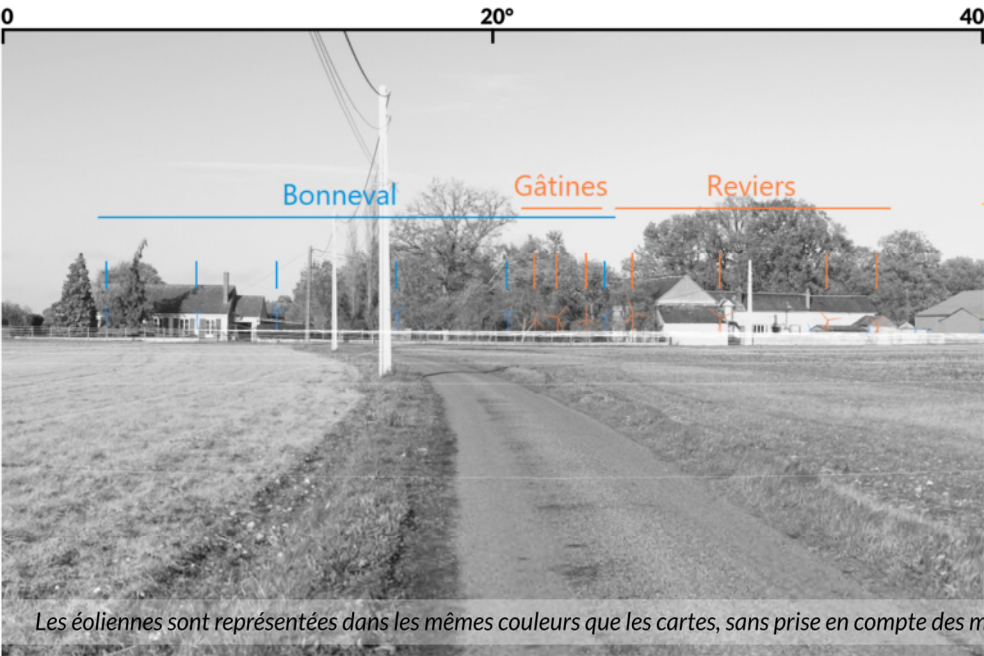 0 20° 40
Gâtines Reviers
Bonneval
Les éoliennes sont représentées dans les mêmes couleurs que les cartes, sans prise en compte des m